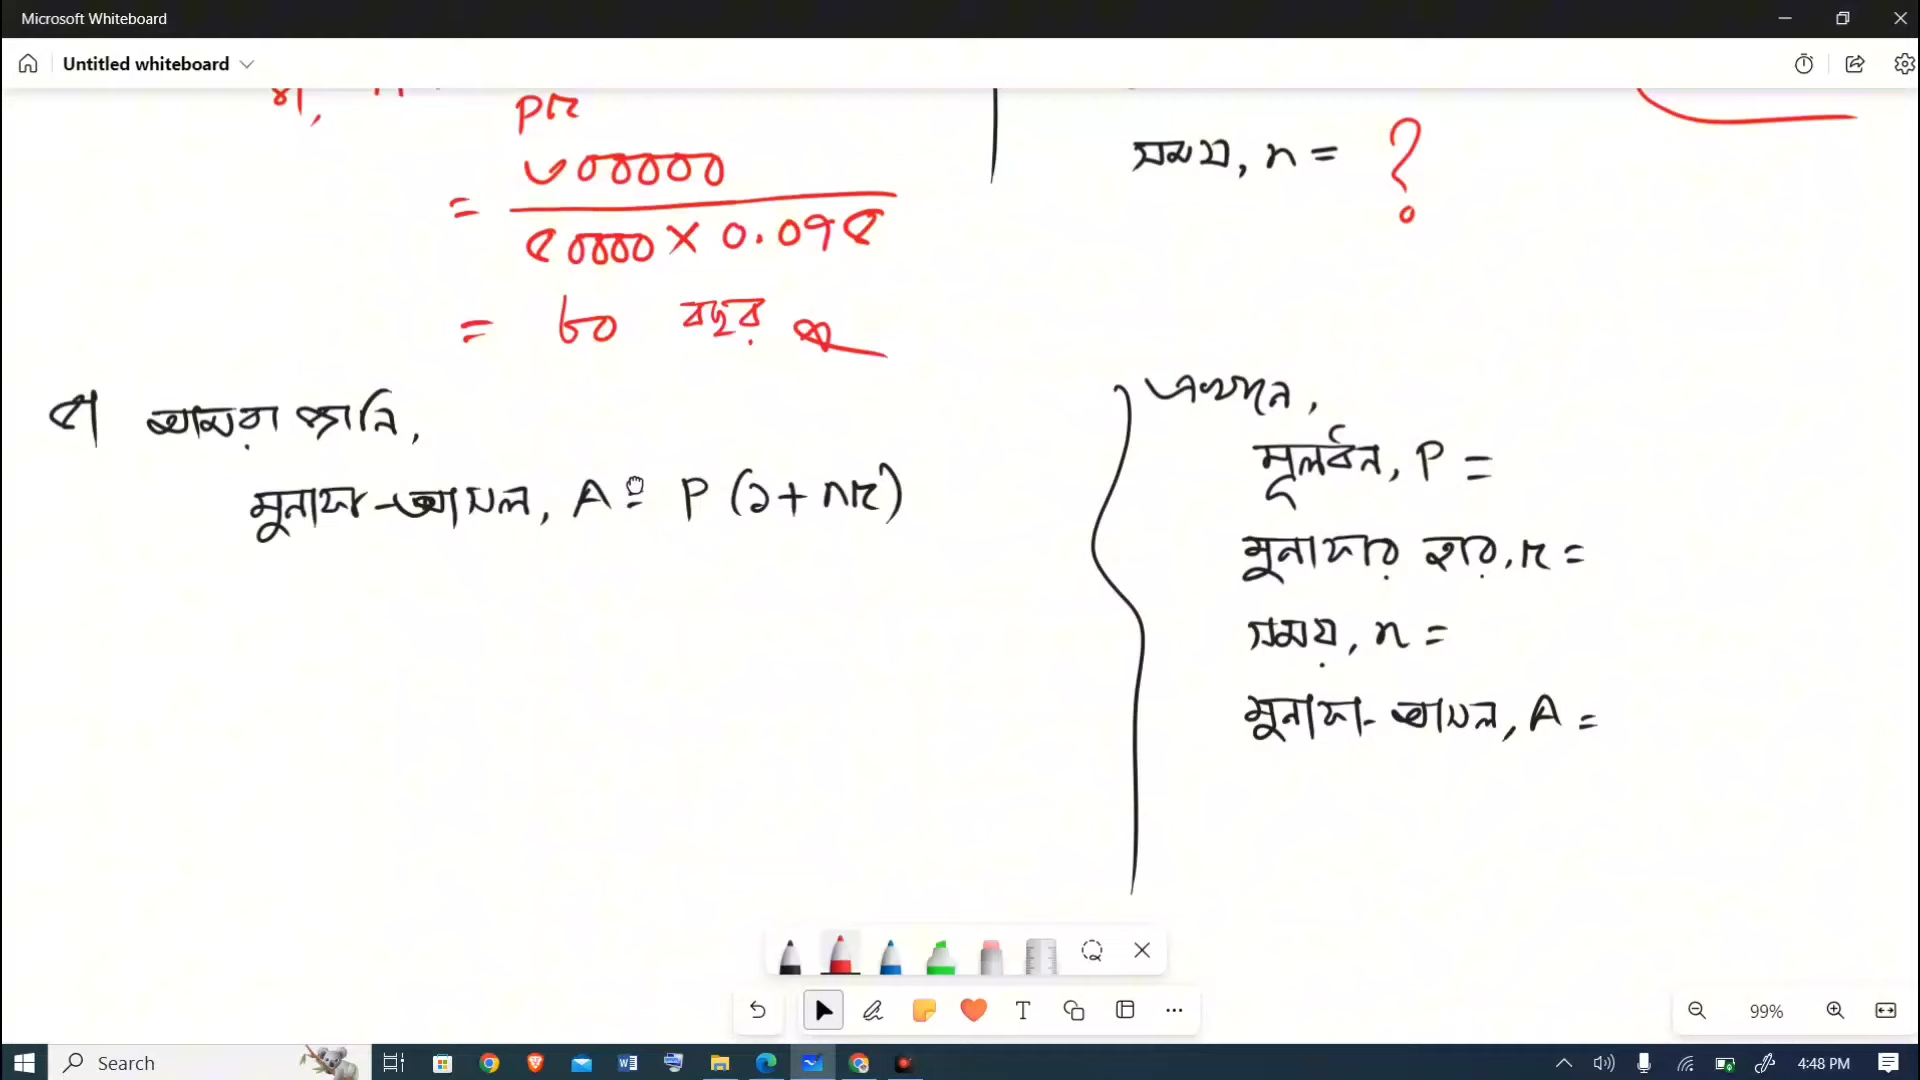 Microsoft Whiteboard
Untitled whiteboard
Pr
= ৩০০০০০
৫০০০০ × ০.০৭৫
= ৮০ বছর
সময়, n = ?
৫। আমরা জানি,
মুনাফা-আসল, A = P (১+ nr)
এখানে,
মূলধন, P =
মুনাফার হার, r =
সময়, n =
মুনাফা- আসল, A =
99%
Search
4:48 PM